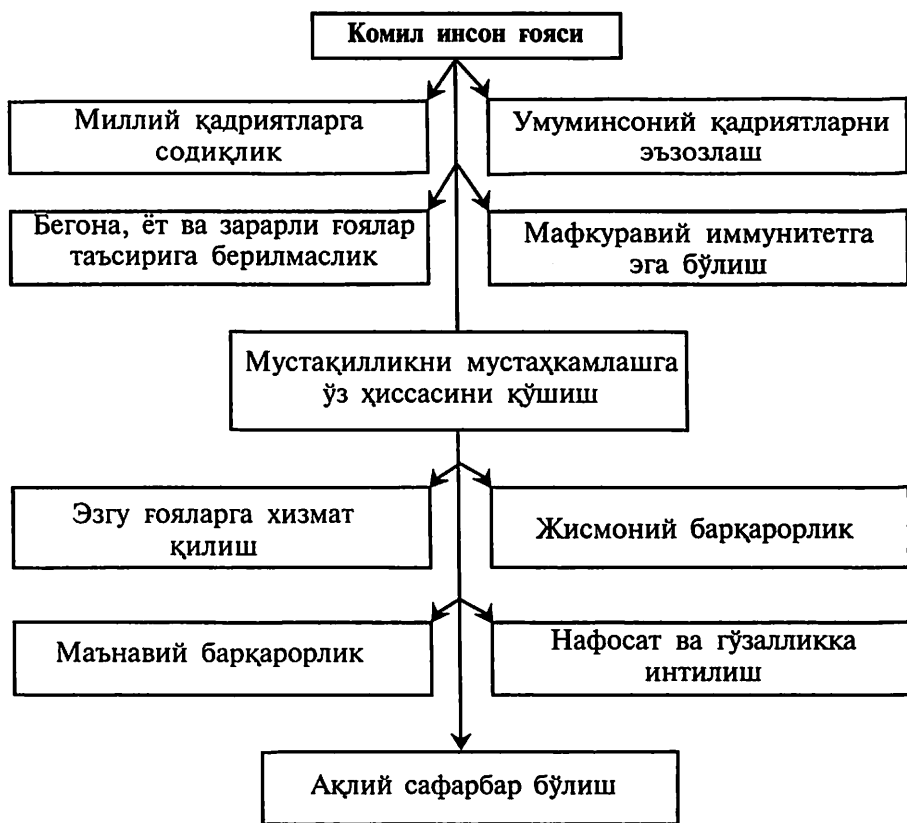 Комил инсон ғояси
Миллий қадриятларга
содиқлик
Умуминсоний қадриятларни
эъзозлаш
Бегона, ёт ва зарарли ғоялар
таъсирига берилмаслик
Мафкуравий иммунитетга
эга бўлиш
Мустақилликни мустаҳкамлашга
ўз ҳиссасини қўшиш
Эзгу ғояларга хизмат
қилиш
Жисмоний барқарорлик
Маънавий барқарорлик
Нафосат ва гўзалликка
интилиш
Ақлий сафарбар бўлиш